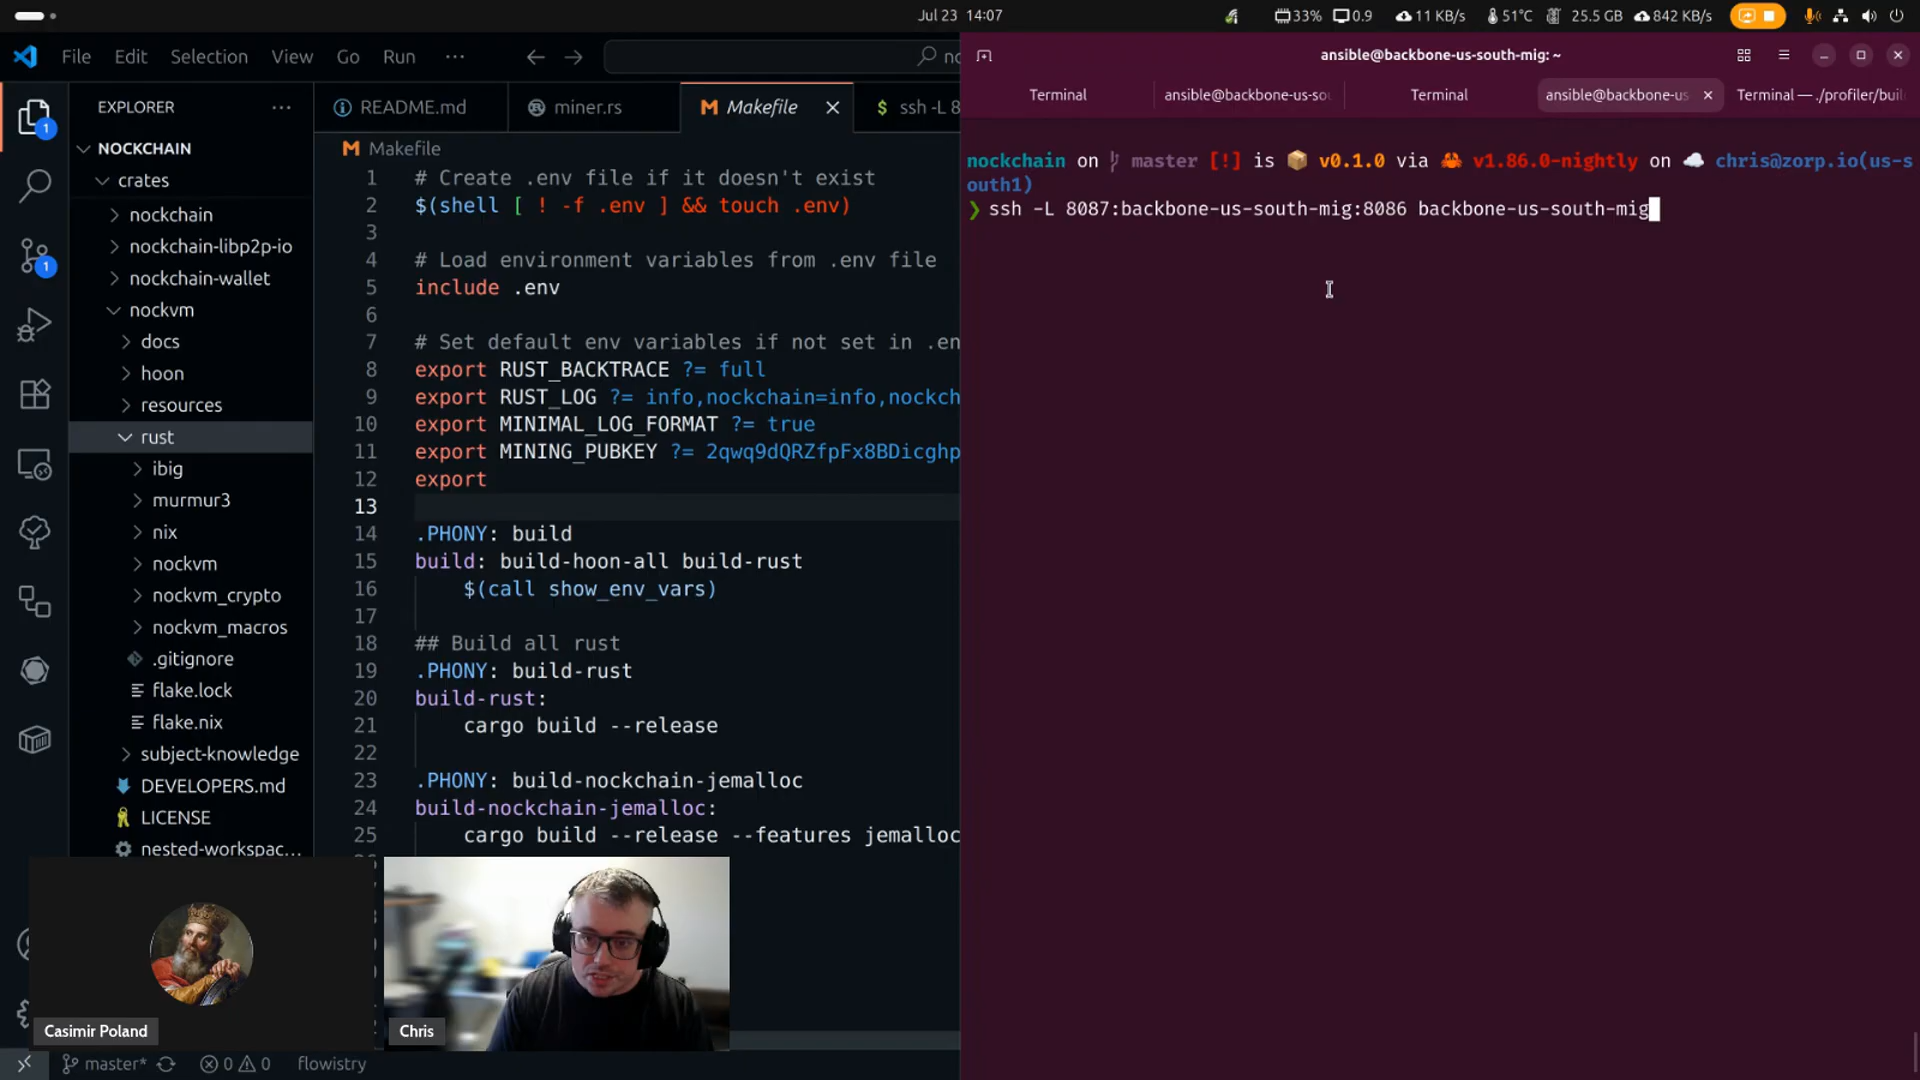 Jul 23 14:07
33% 0.9 11 KB/s 51°C 25.5 GB 842 KB/s
File Edit Selection View Go Run ···
EXPLORER ···
NOCKCHAIN
crates
nockchain
nockchain-libp2p-io
nockchain-wallet
nockvm
docs
hoon
resources
rust
ibig
murmur3
nix
nockvm
nockvm_crypto
nockvm_macros
.gitignore
flake.lock
flake.nix
subject-knowledge
DEVELOPERS.md
LICENSE
nested-workspac...
1
1
README.md miner.rs M Makefile $ ssh -L 8
M Makefile
1 # Create .env file if it doesn't exist
2 $(shell [ ! -f .env ] && touch .env)
3
4 # Load environment variables from .env file
5 include .env
6
7 # Set default env variables if not set in .en
8 export RUST_BACKTRACE ?= full
9 export RUST_LOG ?= info,nockchain=info,nockch
10 export MINIMAL_LOG_FORMAT ?= true
11 export MINING_PUBKEY ?= 2qwq9dQRZfpFx8BDicghp
12 export
13
14 .PHONY: build
15 build: build-hoon-all build-rust
16 $(call show_env_vars)
17
18 ## Build all rust
19 .PHONY: build-rust
20 build-rust:
21 cargo build --release
22
23 .PHONY: build-nockchain-jemalloc
24 build-nockchain-jemalloc:
25 cargo build --release --features jemalloc
ansible@backbone-us-south-mig: ~
Terminal ansible@backbone-us-sou Terminal ansible@backbone-us Terminal — ./profiler/buil
nockchain on master [!] is v0.1.0 via v1.86.0-nightly on chris@zorp.io(us-s
outh1)
❯ ssh -L 8087:backbone-us-south-mig:8086 backbone-us-south-mig
Casimir Poland
Chris
master* 0 0 flowistry